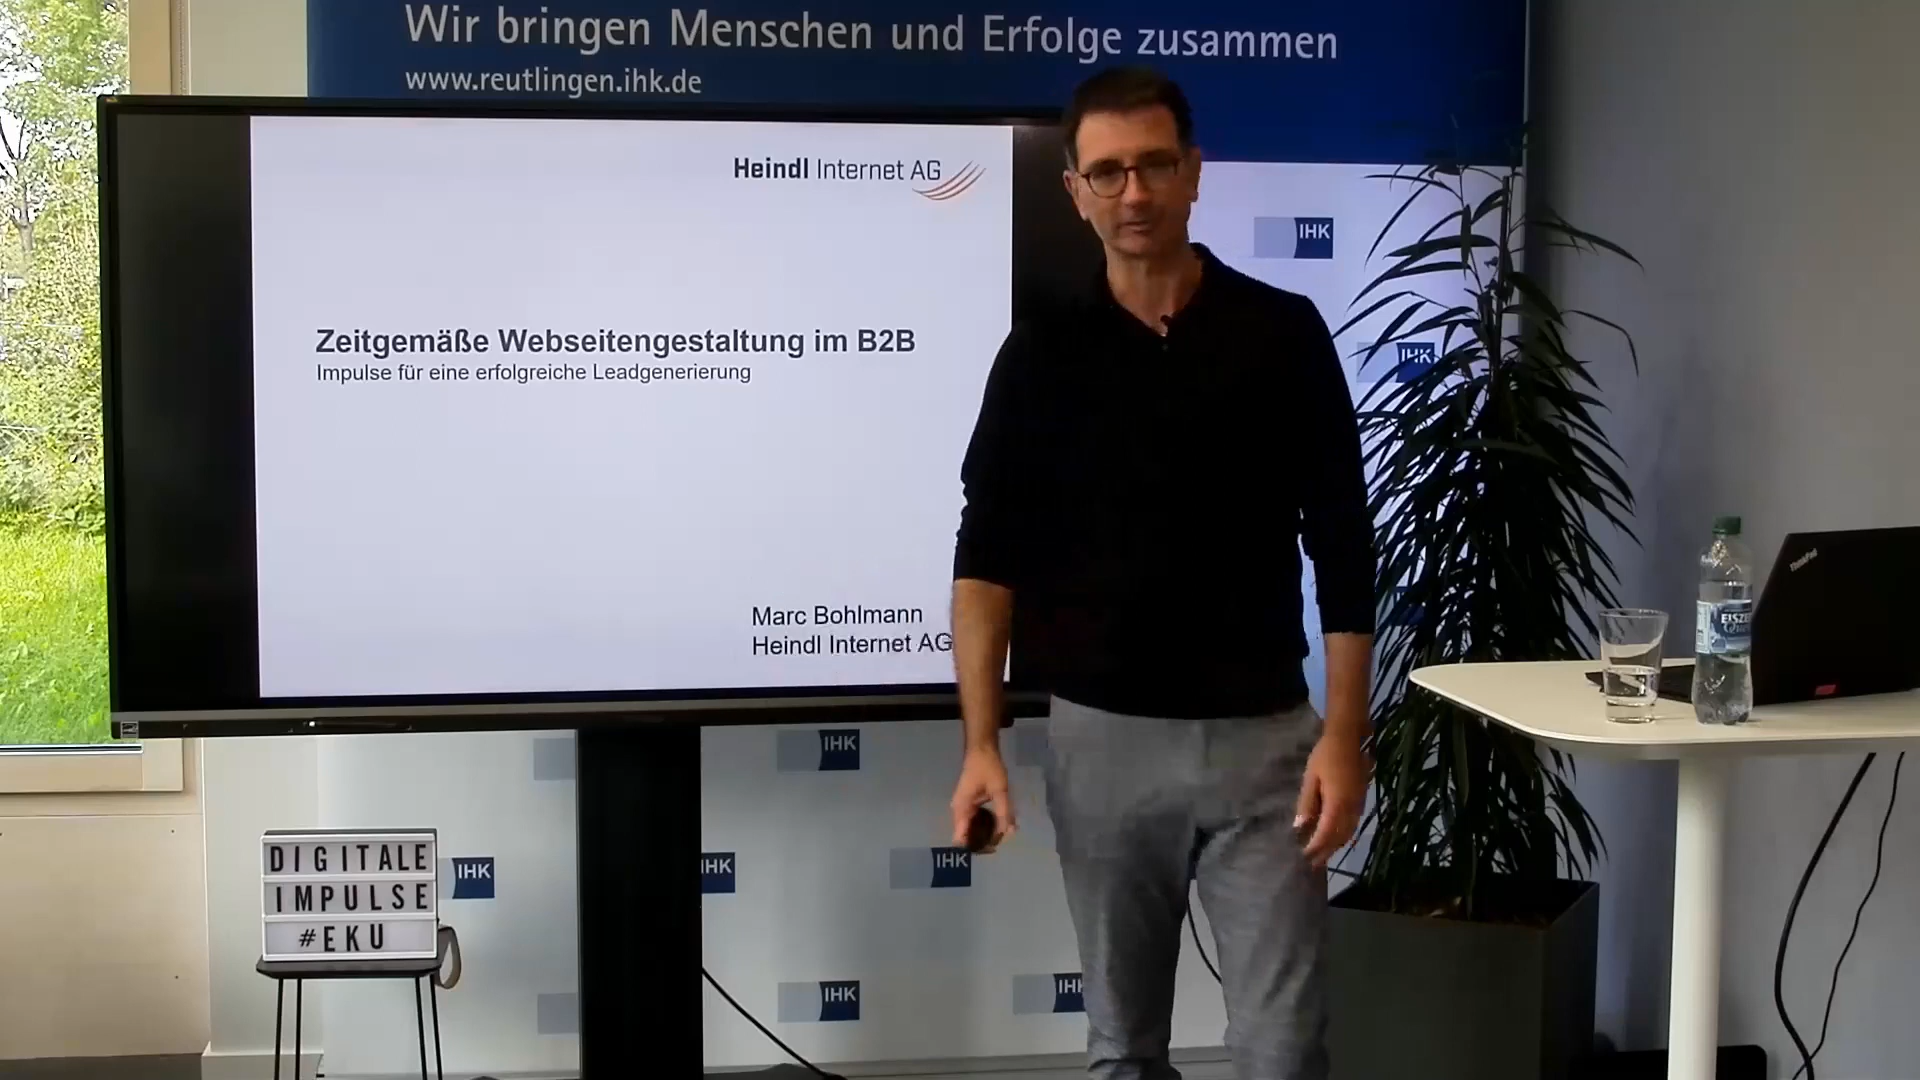 Wir bringen Menschen und Erfolge zusammen
www.reutlingen.ihk.de
Heindl Internet AG
Zeitgemäße Webseitengestaltung im B2B
Impulse für eine erfolgreiche Leadgenerierung
Marc Bohlmann
Heindl Internet AG
IHK
IHK
IHK
IHK
IHK
IHK
IHK
IHK
DIGITALE
IMPULSE
#EKU
ThinkPad